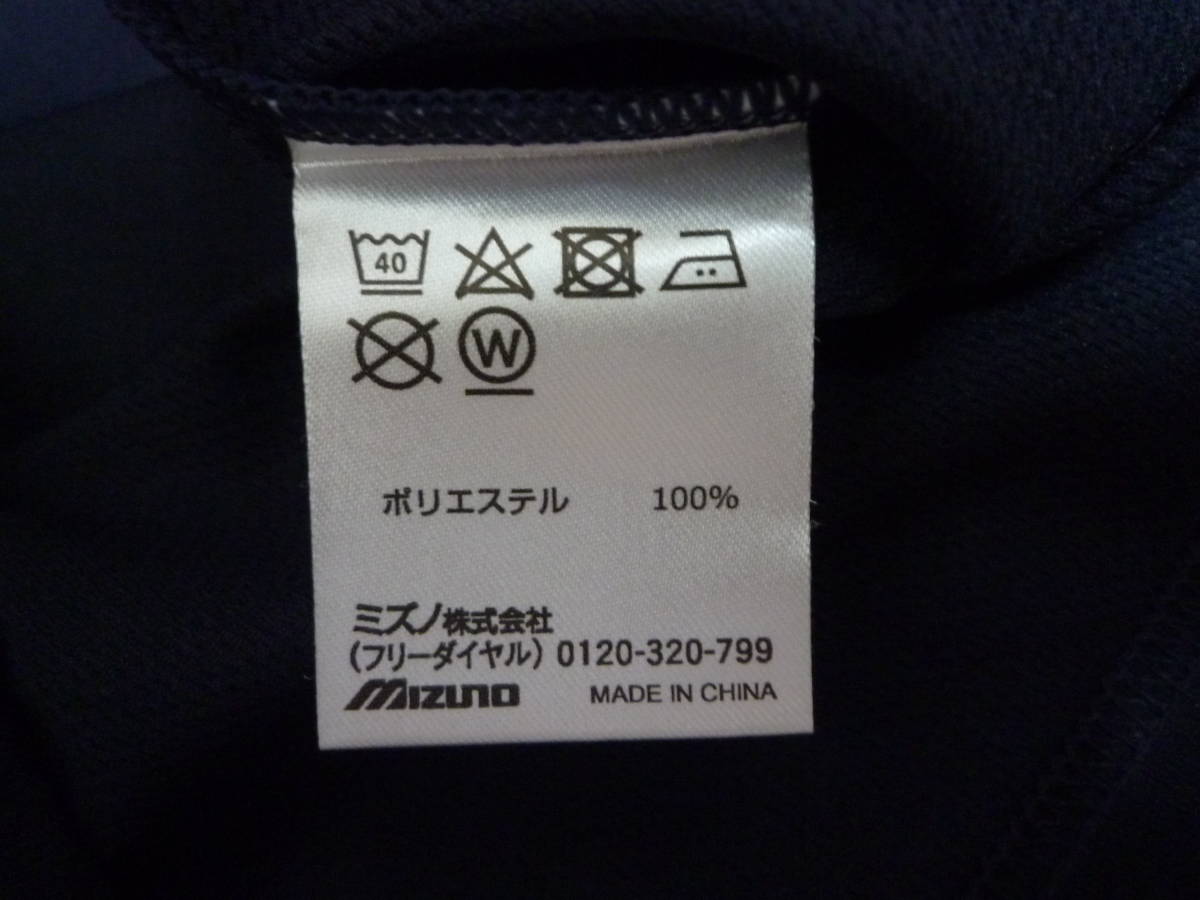 40
W
ポリエステル 100%
ミズノ株式会社
(フリーダイヤル) 0120-320-799
MIZUNO MADE IN CHINA